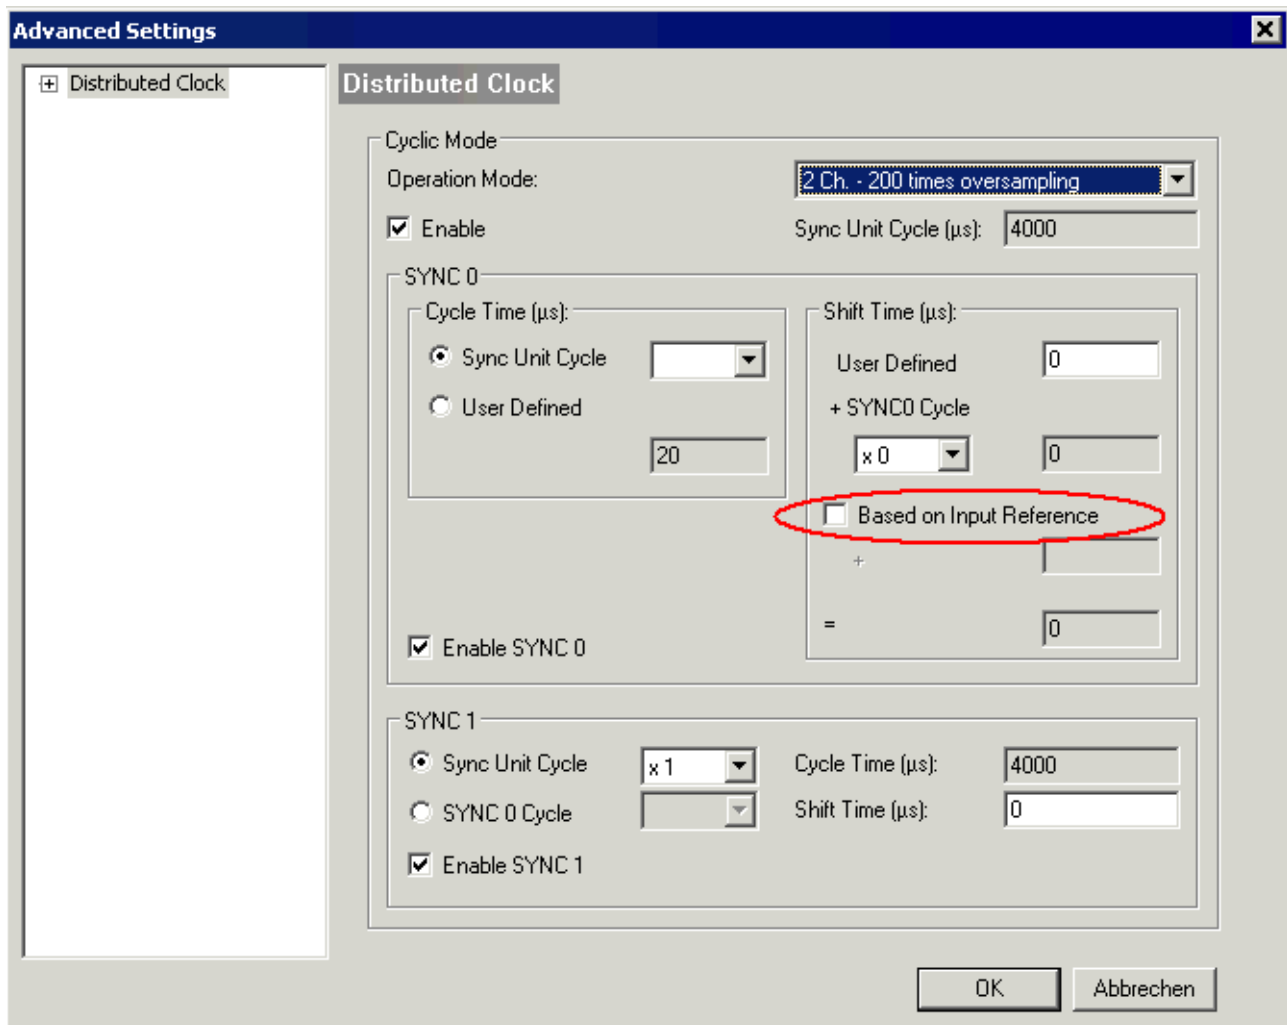 Advanced Settings
Distributed Clock
Distributed Clock
Cyclic Mode
Operation Mode:
2 Ch. - 200 times oversampling
Enable
Sync Unit Cycle (µs):
4000
SYNC 0
Cycle Time (µs):
Sync Unit Cycle
User Defined
20
Shift Time (µs):
User Defined
0
+ SYNC0 Cycle
x 0
0
Based on Input Reference
+
=
0
Enable SYNC 0
SYNC 1
Sync Unit Cycle
x 1
Cycle Time (µs):
4000
SYNC 0 Cycle
Shift Time (µs):
0
Enable SYNC 1
OK
Abbrechen